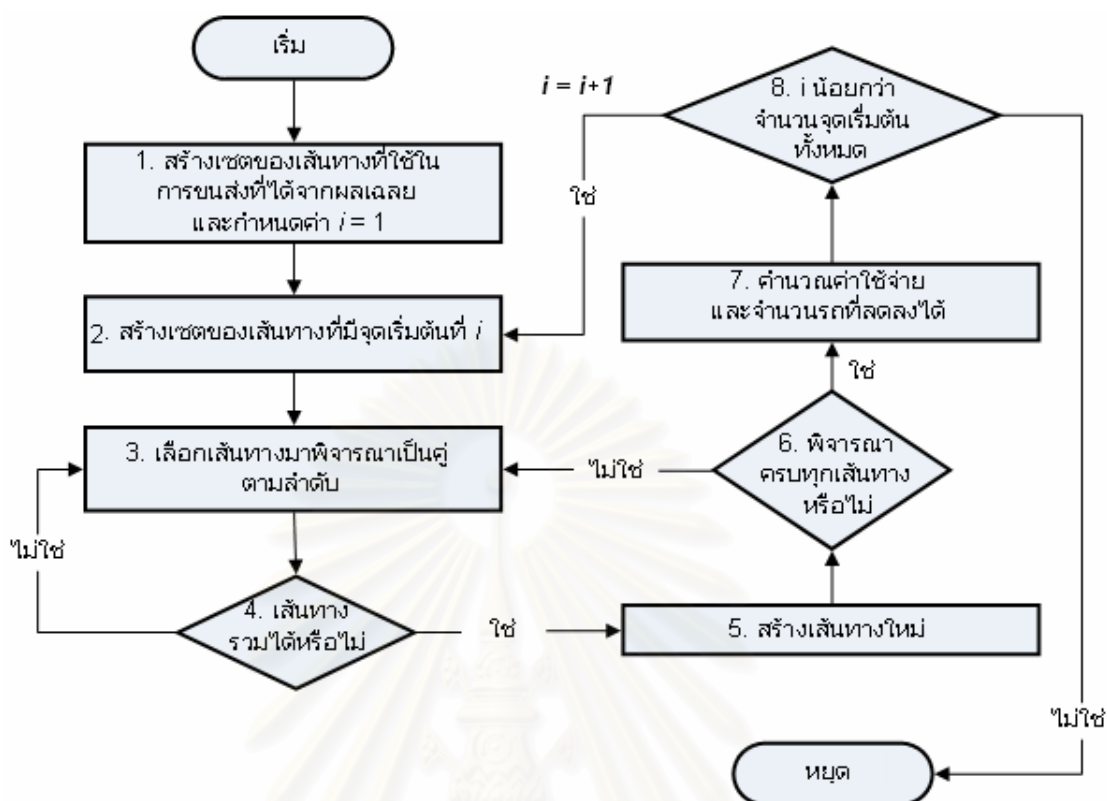 เริ่ม
1. สร้างเซตของเส้นทางที่ใช้ใน
การขนส่งที่ได้จากผลเฉลย
และกำหนดค่า i = 1
2. สร้างเซตของเส้นทางที่มีจุดเริ่มต้นที่ i
3. เลือกเส้นทางมาพิจารณาเป็นคู่
ตามลำดับ
ไม่ใช่
4. เส้นทาง
รวมได้หรือไม่
ใช่
5. สร้างเส้นทางใหม่
6. พิจารณา
ครบทุกเส้นทาง
หรือไม่
ไม่ใช่
ใช่
7. คำนวณค่าใช้จ่าย
และจำนวนรถที่ลดลงได้
8. i น้อยกว่า
จำนวนจุดเริ่มต้น
ทั้งหมด
i = i+1
ใช่
ไม่ใช่
หยุด